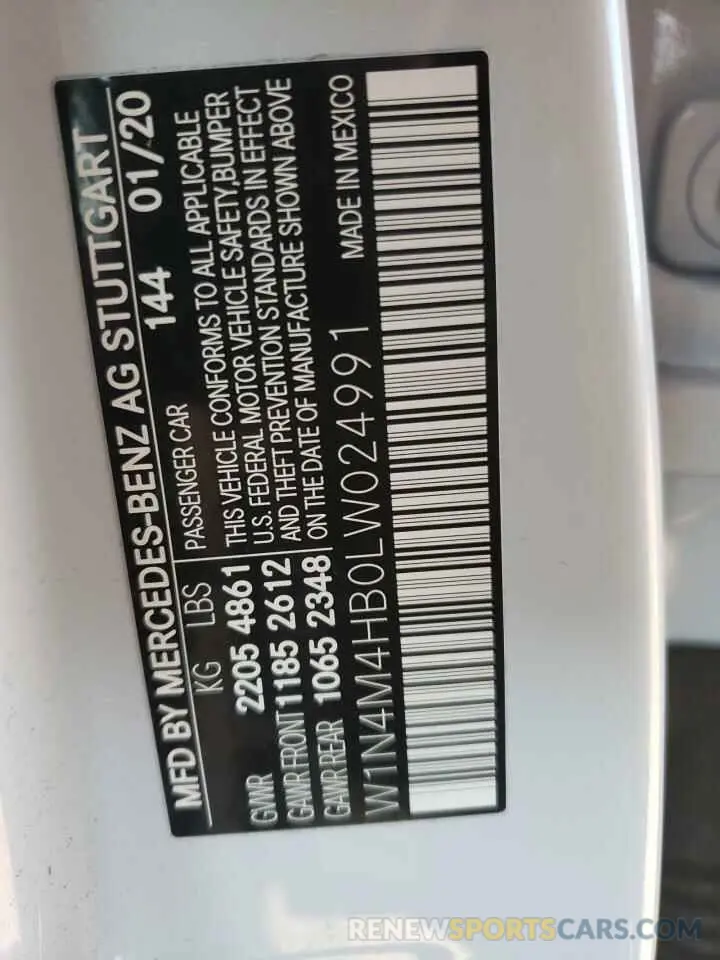 MFD BY MERCEDES-BENZ AG STUTTGART
144 01/20
KG LBS PASSENGER CAR
GVWR 2205 4861
GAWR FRONT 1185 2612
GAWR REAR 1065 2348
THIS VEHICLE CONFORMS TO ALL APPLICABLE
U.S. FEDERAL MOTOR VEHICLE SAFETY, BUMPER
AND THEFT PREVENTION STANDARDS IN EFFECT
ON THE DATE OF MANUFACTURE SHOWN ABOVE
W1N4M4HB0LW024991 MADE IN MEXICO
RENEWSPORTSCARS.COM